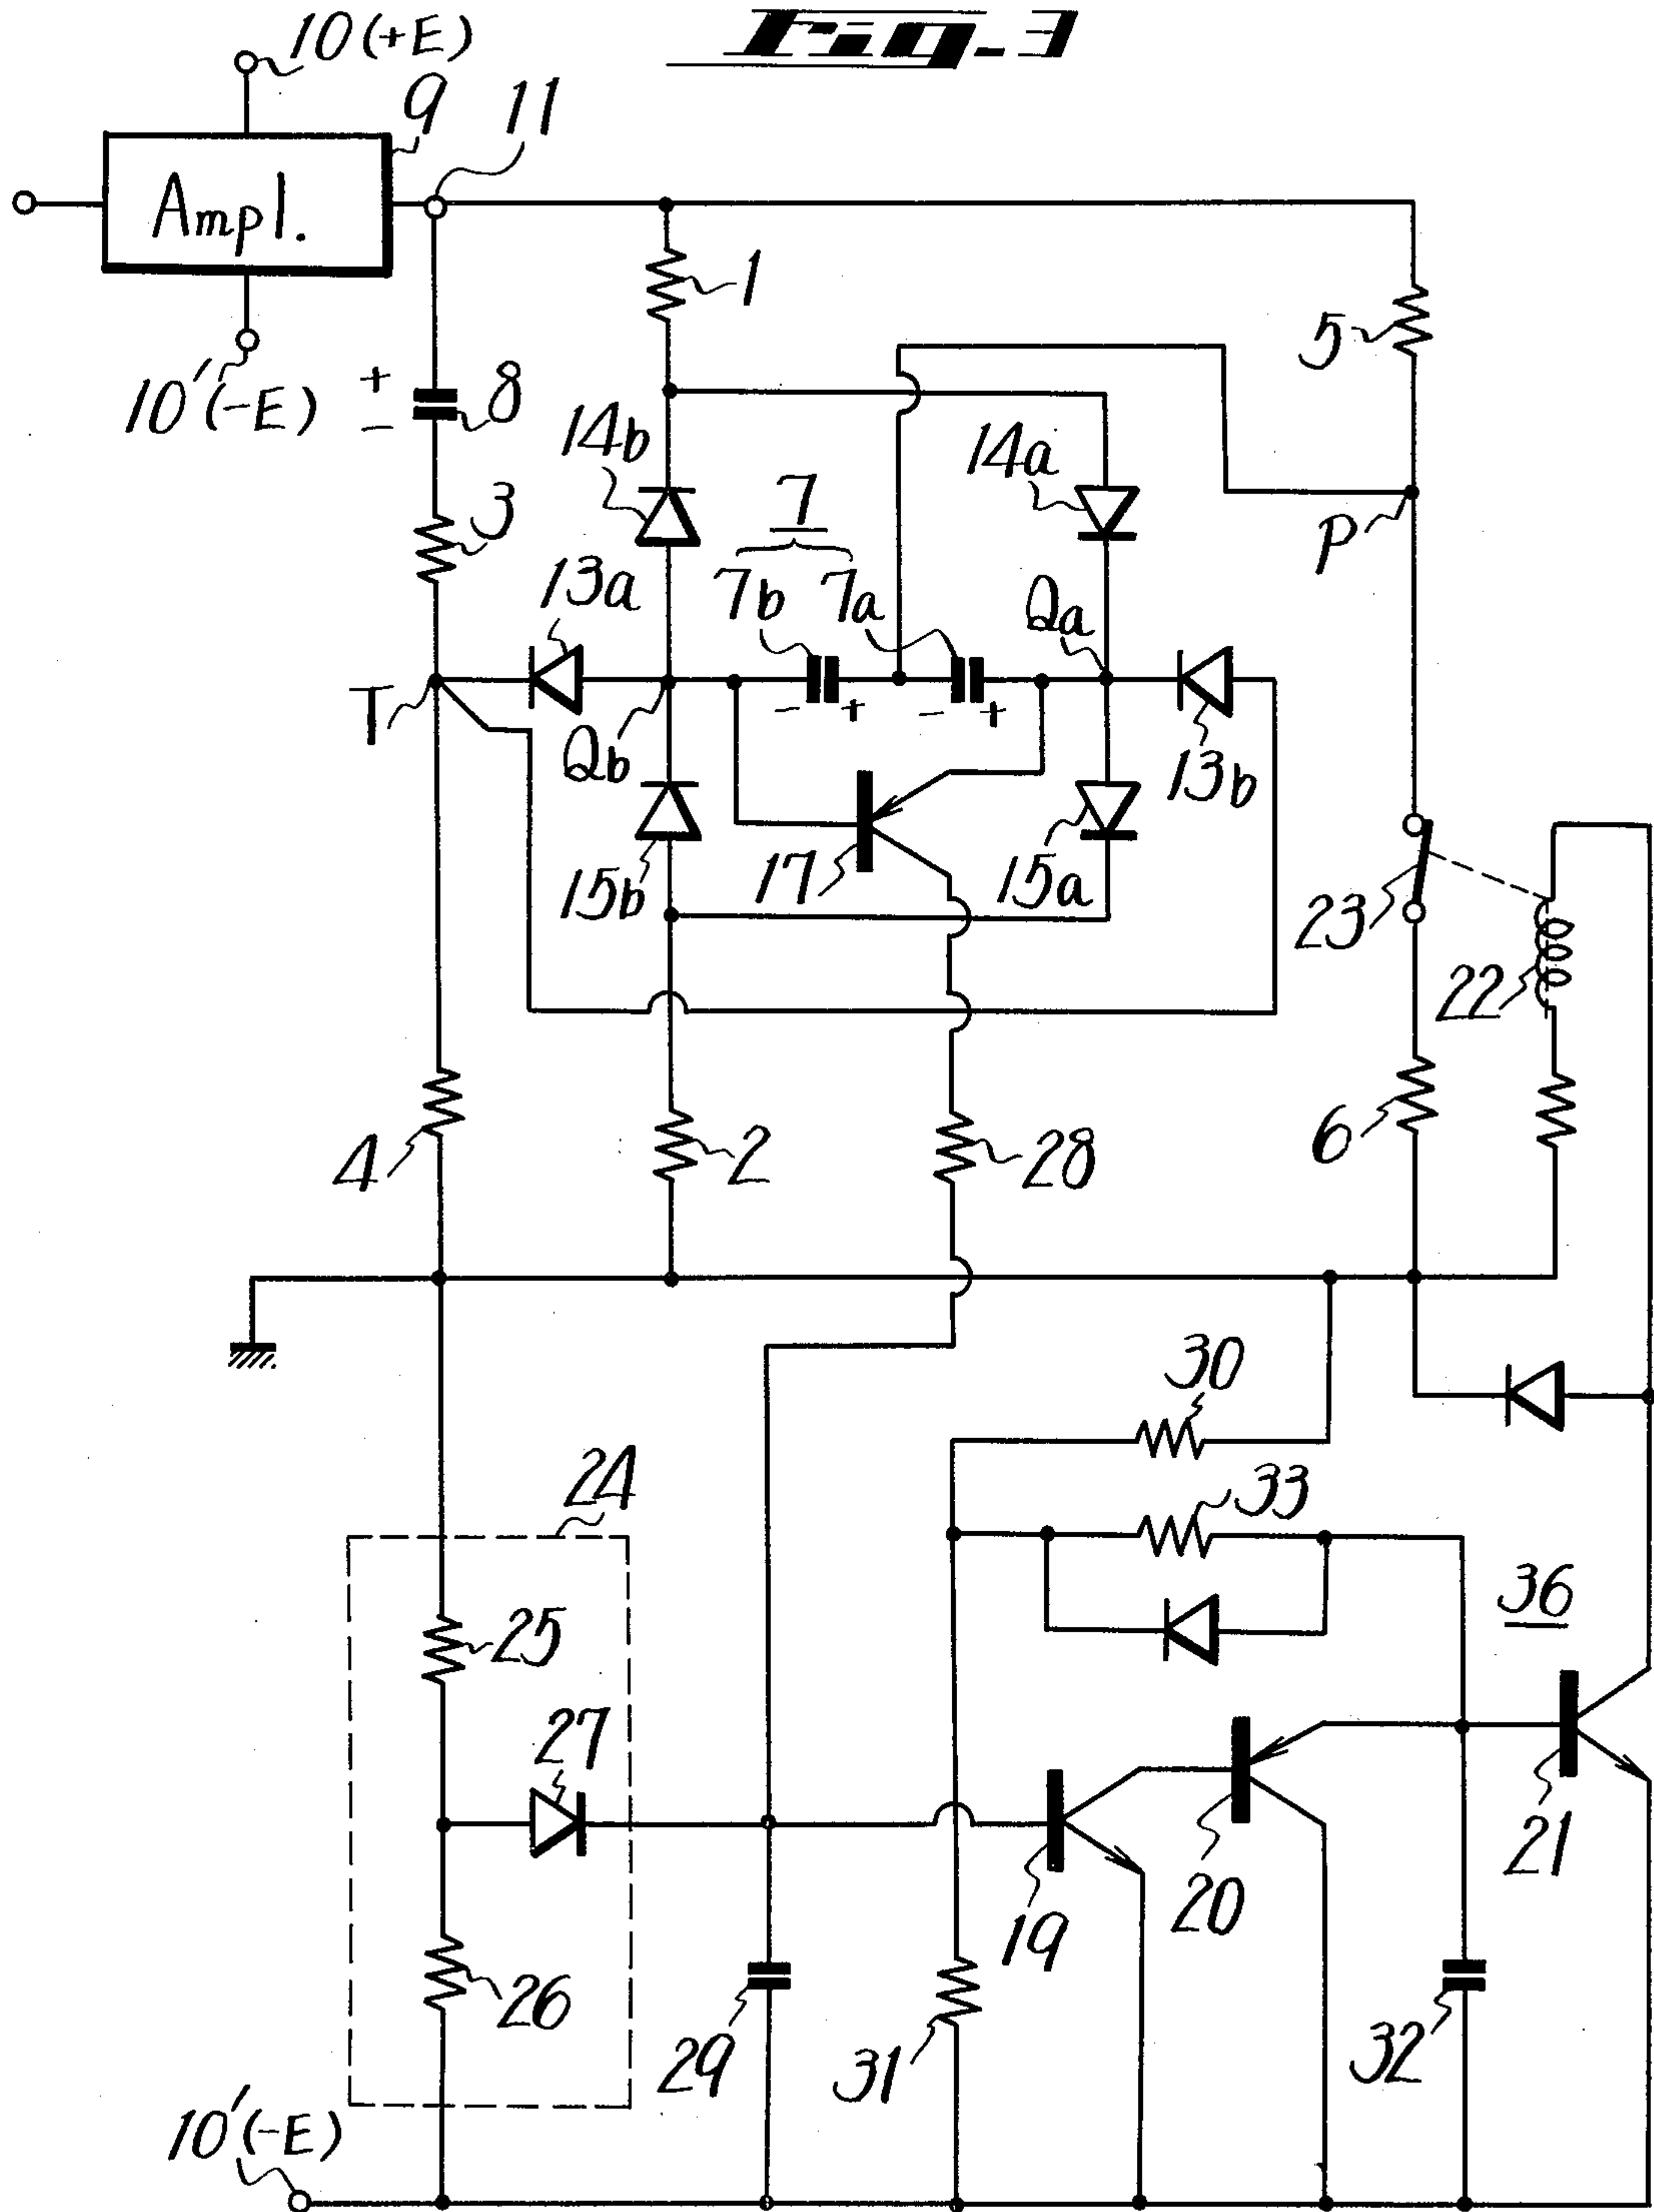 Fig. 3
10 (+E)
9
11
Ampl.
1
5
10' (-E)
+
-
8
14b
14a
3
7
P
13a
7b
7a
Qa
T
- + - +
Qb
13b
17
15b
15a
23
22
4
2
28
6
30
24
33
25
36
27
21
19
20
26
29
31
32
10' (-E)